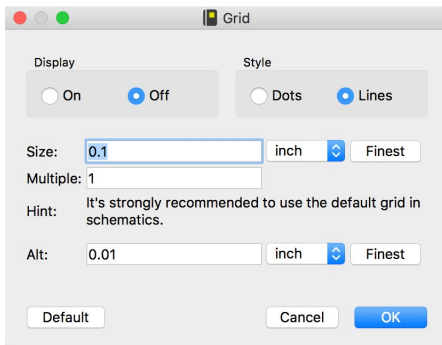 Grid
Display
Style
On
Off
Dots
Lines
Size: 0.1 inch Finest
Multiple: 1
Hint: It's strongly recommended to use the default grid in
schematics.
Alt: 0.01 inch Finest
Default Cancel OK